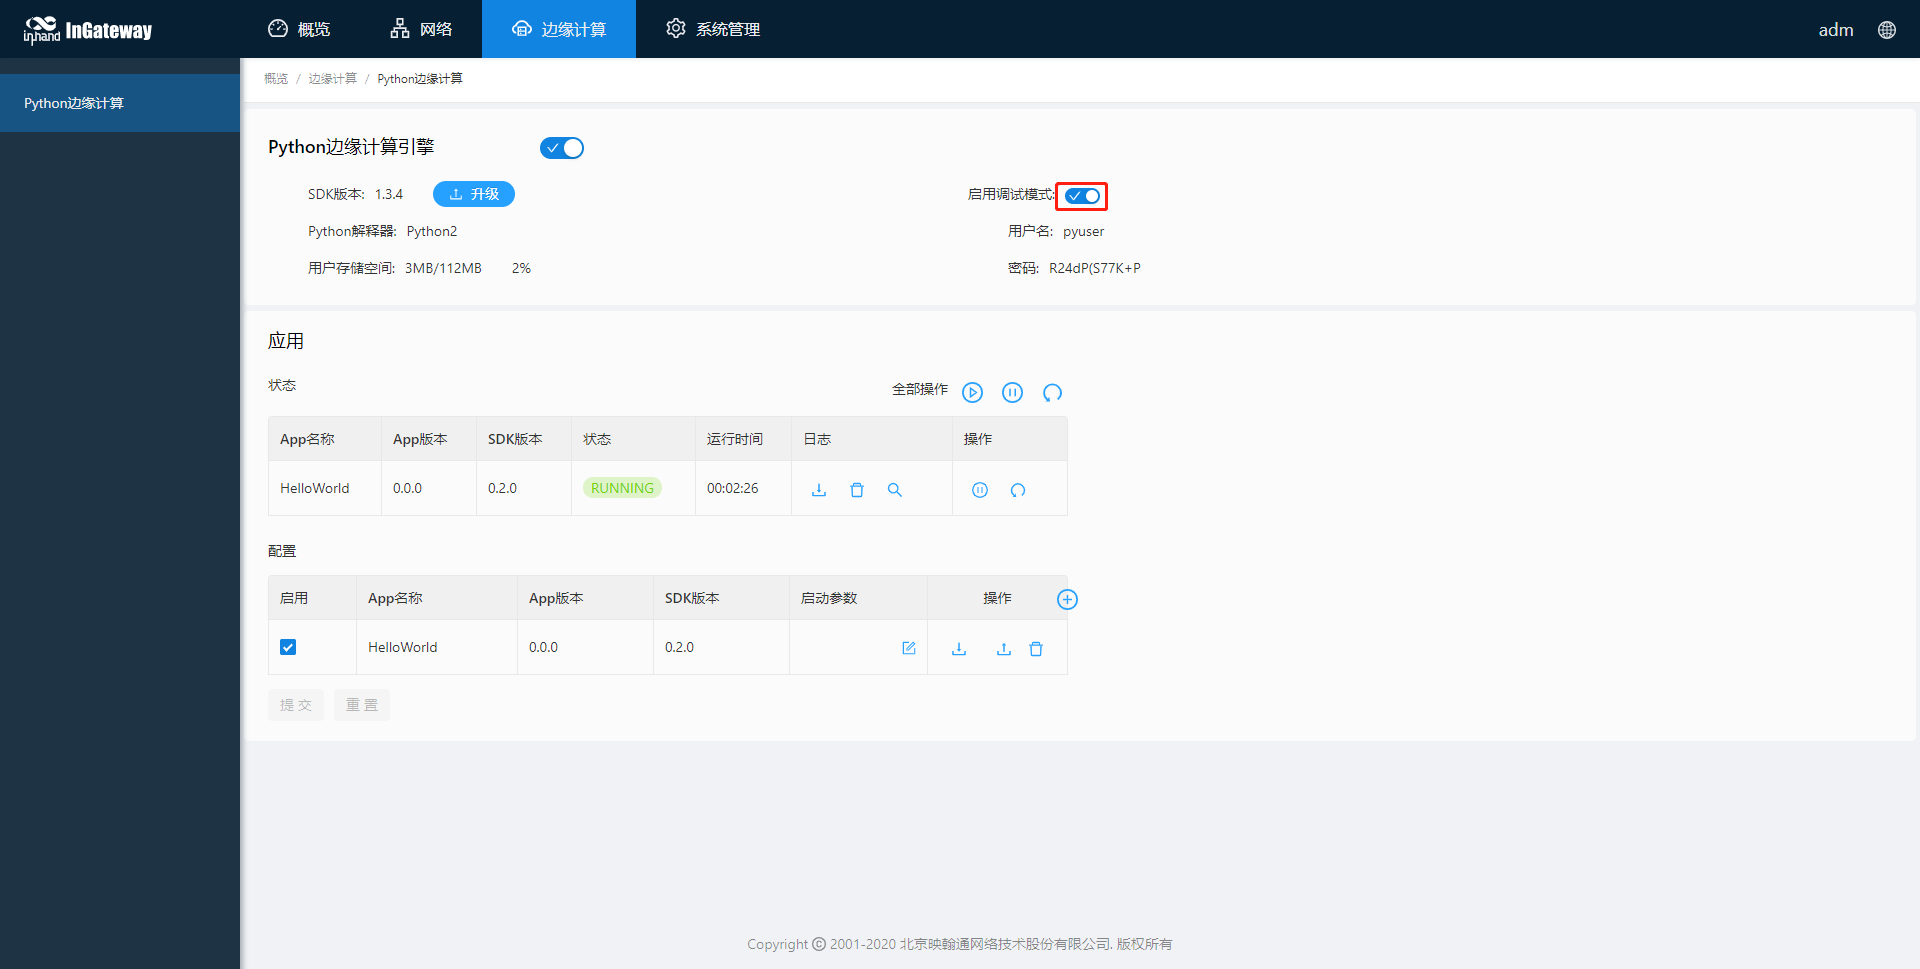 inhand InGateway 概览 网络 边缘计算 系统管理 adm
Python边缘计算
概览 / 边缘计算 / Python边缘计算
Python边缘计算引擎
SDK版本: 1.3.4 升级 启用调试模式:
Python解释器: Python2 用户名: pyuser
用户存储空间: 3MB/112MB 2% 密码: R24dP(S77K+P
应用
状态 全部操作
App名称 App版本 SDK版本 状态 运行时间 日志 操作
HelloWorld 0.0.0 0.2.0 RUNNING 00:02:26
配置
启用 App名称 App版本 SDK版本 启动参数 操作
HelloWorld 0.0.0 0.2.0
提 交 重 置
Copyright © 2001-2020 北京映翰通网络技术股份有限公司. 版权所有